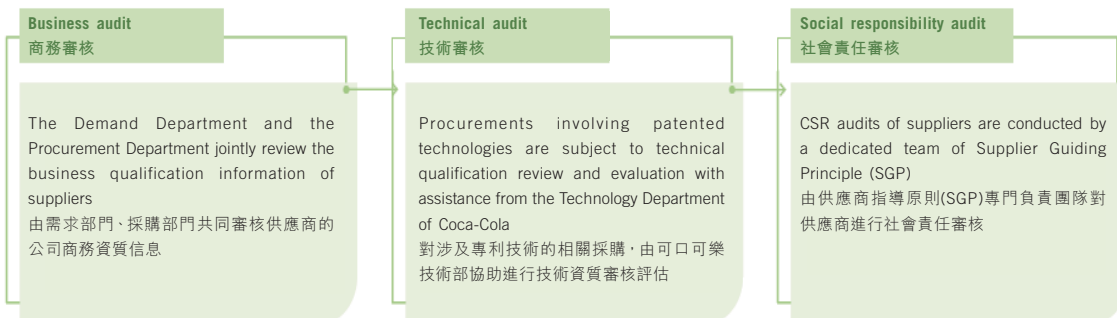 Business audit
商務審核
The Demand Department and the
Procurement Department jointly review the
business qualification information of
suppliers
由需求部門、採購部門共同審核供應商的
公司商務資質信息
Technical audit
技術審核
Procurements involving patented
technologies are subject to technical
qualification review and evaluation with
assistance from the Technology Department
of Coca-Cola
對涉及專利技術的相關採購，由可口可樂
技術部協助進行技術資質審核評估
Social responsibility audit
社會責任審核
CSR audits of suppliers are conducted by
a dedicated team of Supplier Guiding
Principle (SGP)
由供應商指導原則(SGP)專門負責團隊對
供應商進行社會責任審核